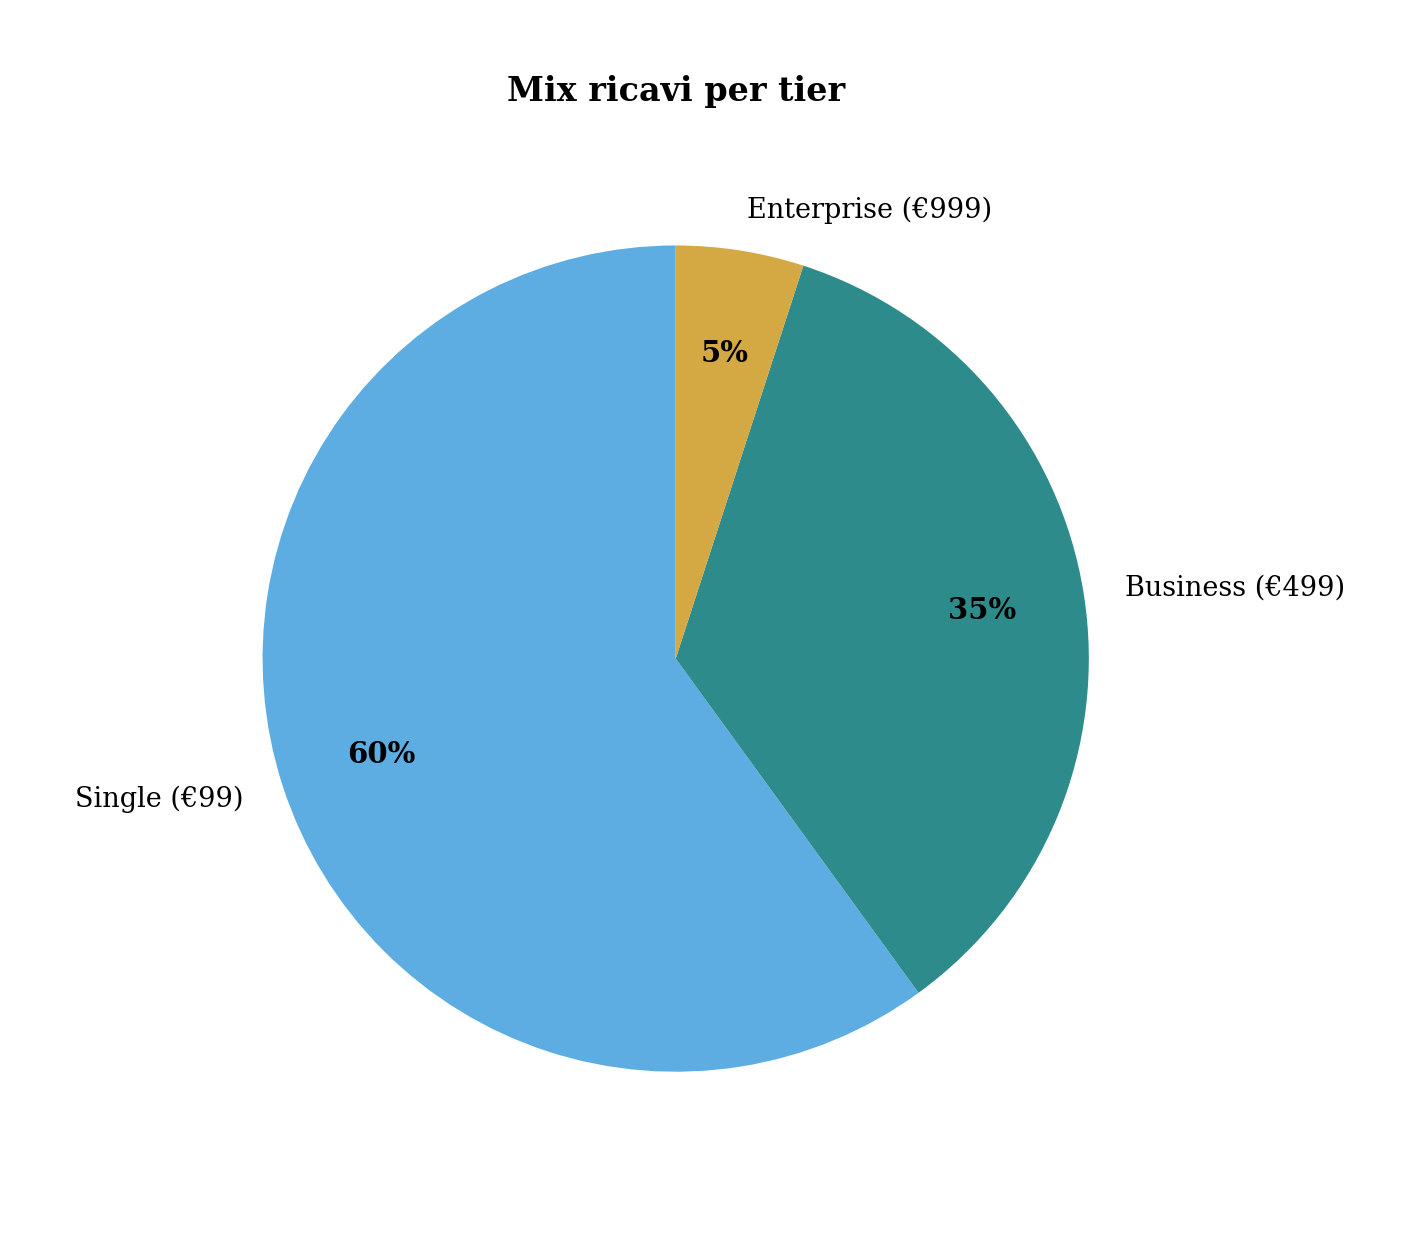 Mix ricavi per tier
Enterprise (€999)
5%
Business (€499)
35%
60%
Single (€99)